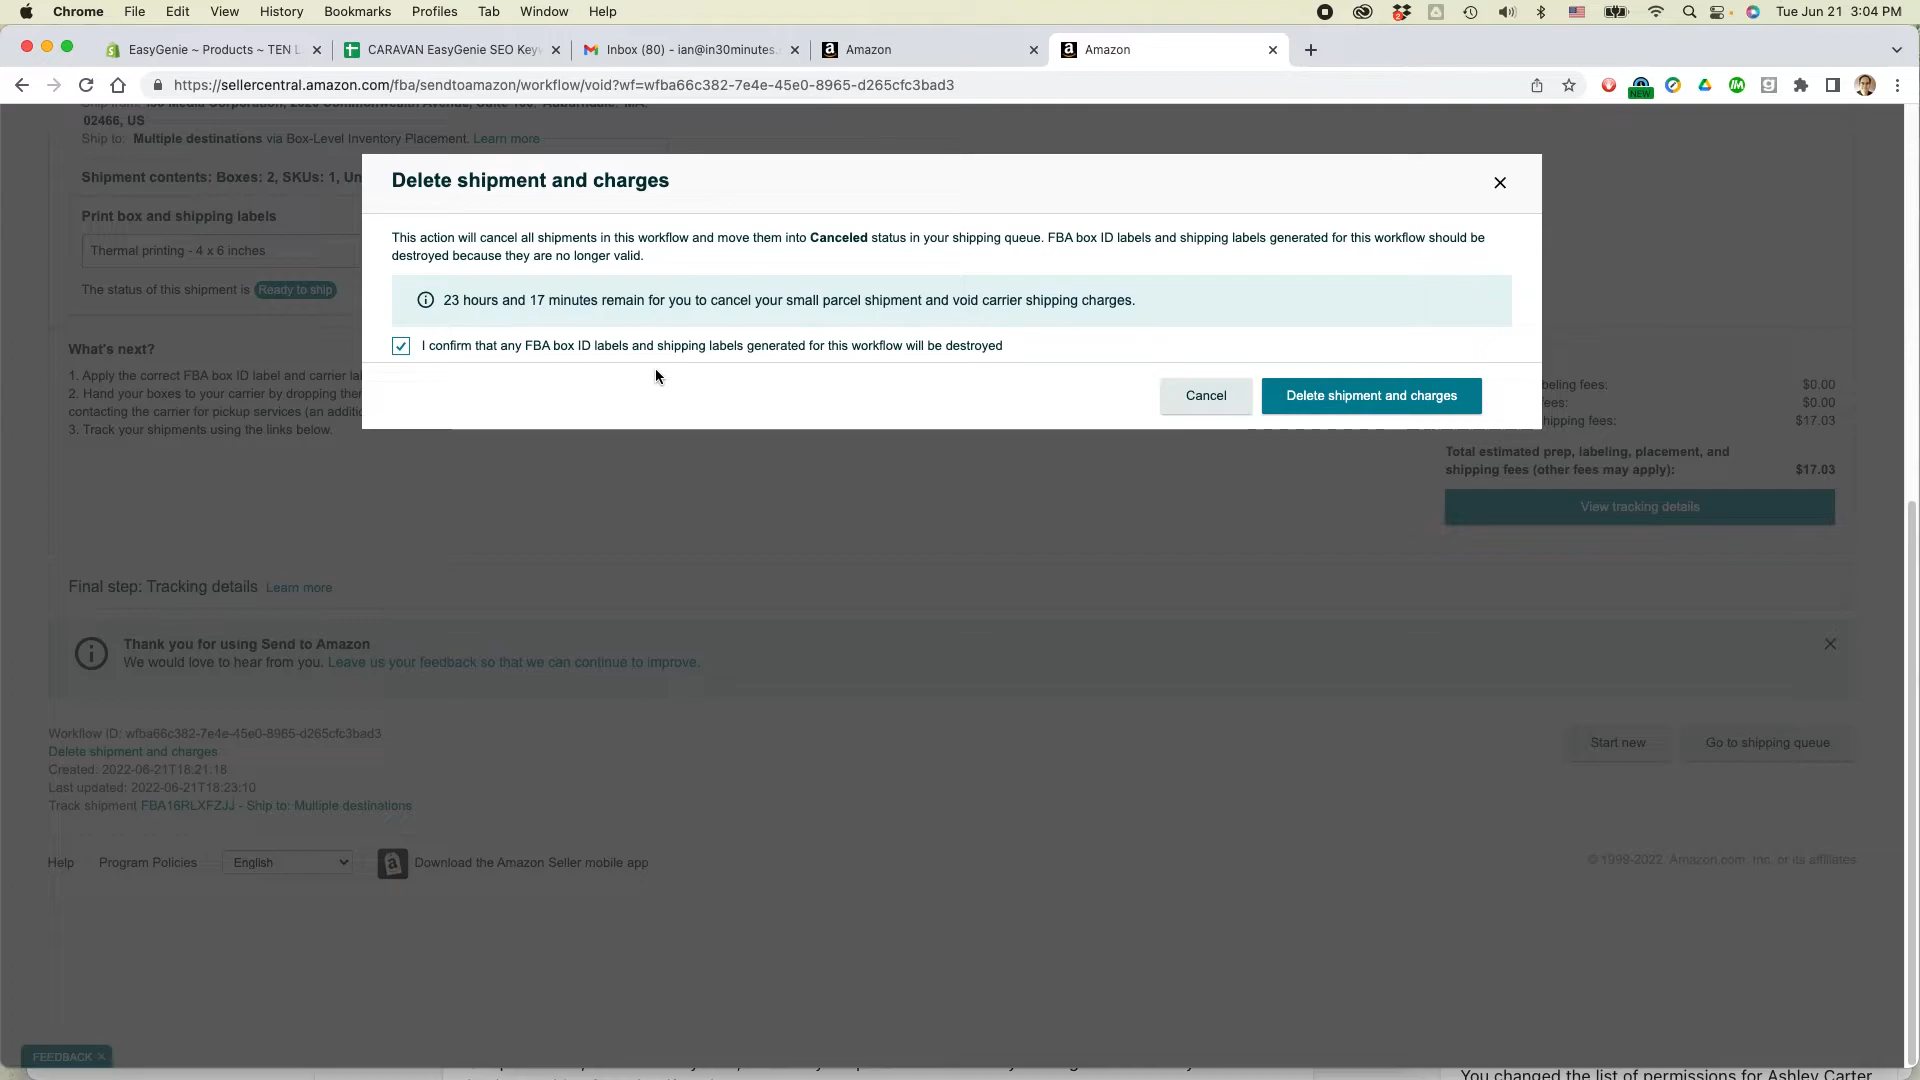 Chrome File Edit View History Bookmarks Profiles Tab Window Help Tue Jun 21 3:04 PM
EasyGenie ~ Products ~ TEN L CARAVAN EasyGenie SEO Keyw Inbox (80) - ian@in30minutes. Amazon Amazon
https://sellercentral.amazon.com/fba/sendtoamazon/workflow/void?wf=wfba66c382-7e4e-45e0-8965-d265cfc3bad3
NEW
02466, US
Ship to: Multiple destinations via Box-Level Inventory Placement. Learn more
Shipment contents: Boxes: 2, SKUs: 1, Un
Print box and shipping labels
Thermal printing - 4 x 6 inches
The status of this shipment is Ready to ship
Delete shipment and charges
This action will cancel all shipments in this workflow and move them into Canceled status in your shipping queue. FBA box ID labels and shipping labels generated for this workflow should be
destroyed because they are no longer valid.
23 hours and 17 minutes remain for you to cancel your small parcel shipment and void carrier shipping charges.
I confirm that any FBA box ID labels and shipping labels generated for this workflow will be destroyed
Cancel Delete shipment and charges
What's next?
1. Apply the correct FBA box ID label and carrier la
2. Hand your boxes to your carrier by dropping ther
contacting the carrier for pickup services (an additio
3. Track your shipments using the links below.
beling fees: $0.00
ees: $0.00
hipping fees: $17.03
Total estimated prep, labeling, placement, and
shipping fees (other fees may apply): $17.03
View tracking details
Final step: Tracking details Learn more
Thank you for using Send to Amazon
We would love to hear from you. Leave us your feedback so that we can continue to improve.
Workflow ID: wfba66c382-7e4e-45e0-8965-d265cfc3bad3
Delete shipment and charges
Created: 2022-06-21T18:21:18
Last updated: 2022-06-21T18:23:10
Track shipment FBA16RLXFZJJ - Ship to: Multiple destinations
Start new Go to shipping queue
Help Program Policies English Download the Amazon Seller mobile app
© 1999-2022, Amazon.com, Inc. or its affiliates
FEEDBACK
You changed the list of permissions for Ashley Carter